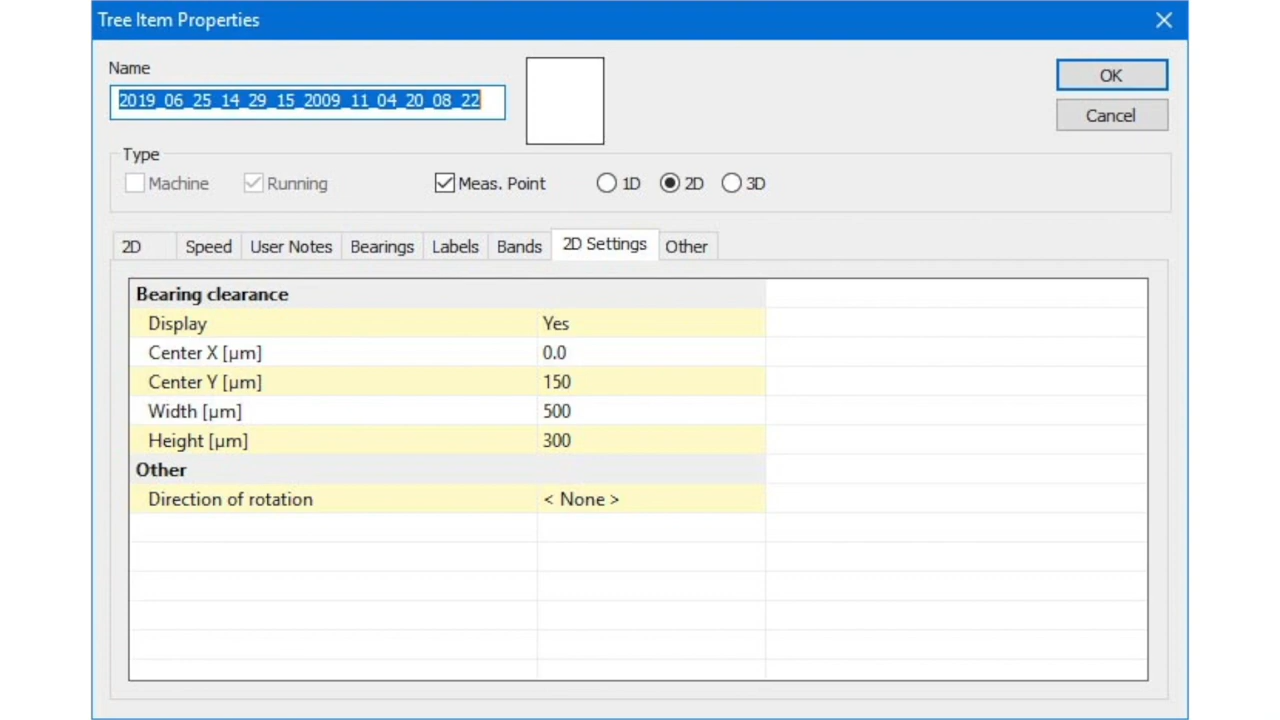 Tree Item Properties
Name
2019_06_25_14_29_15_2009_11_04_20_08_22
OK
Cancel
Type
Machine Running Meas. Point 1D 2D 3D
2D Speed User Notes Bearings Labels Bands 2D Settings Other
Bearing clearance
Display Yes
Center X [µm] 0.0
Center Y [µm] 150
Width [µm] 500
Height [µm] 300
Other
Direction of rotation < None >